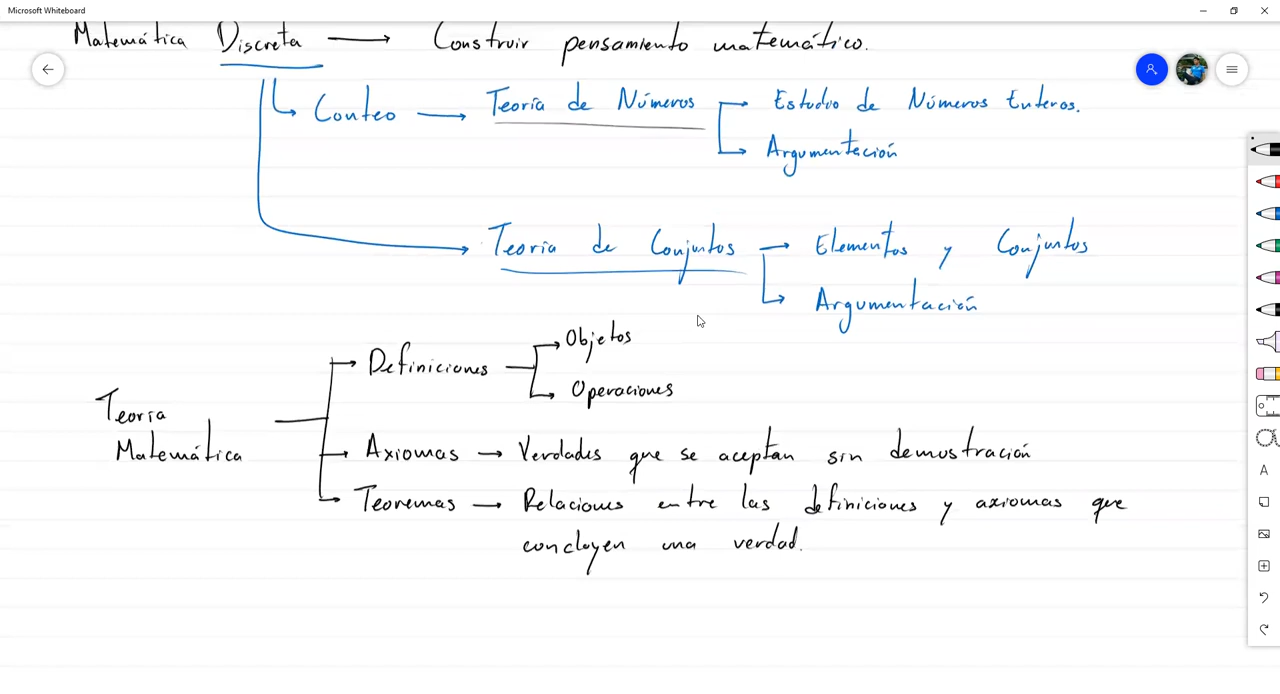 Microsoft Whiteboard
Matemática Discreta → Construir pensamiento matemático.
Conteo → Teoría de Números → Estudio de Números Enteros.
→ Argumentación
Teoría de Conjuntos → Elementos y Conjuntos
→ Argumentación
→ Objetos
→ Definiciones
→ Operaciones
Teoría
Matemática
→ Axiomas → Verdades que se aceptan sin demostración
→ Teoremas → Relaciones entre las definiciones y axiomas que
concluyen una verdad.